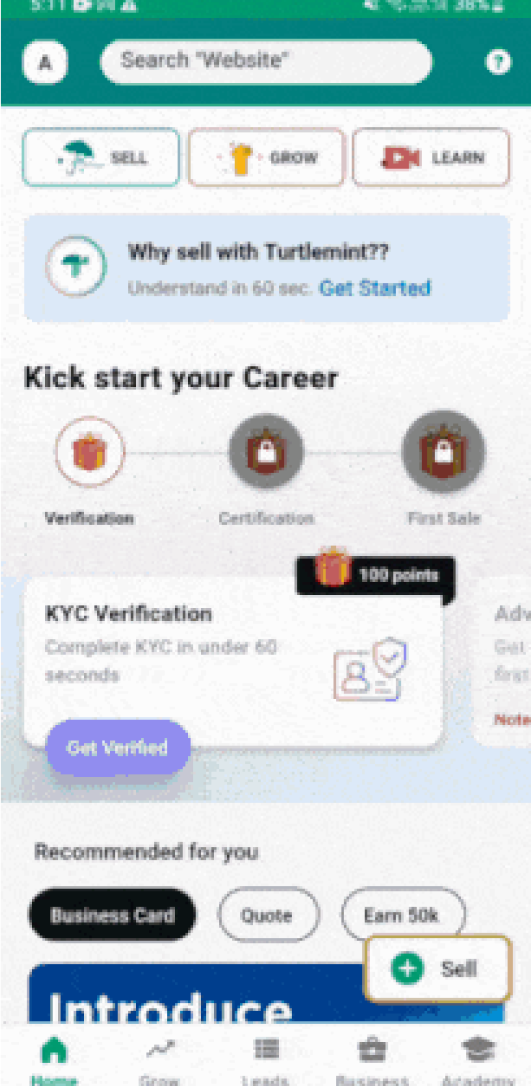 5:11
38%
A
Search "Website"
?
SELL
GROW
LEARN
Why sell with Turtlemint??
Understand in 60 sec. Get Started
Kick start your Career
Verification
Certification
First Sale
100 points
KYC Verification
Complete KYC in under 60
seconds
Get Verified
Adv
Get
first
Note
Recommended for you
Business Card
Quote
Earn 50k
Sell
Introduce
Home
Grow
Leads
Business
Academy